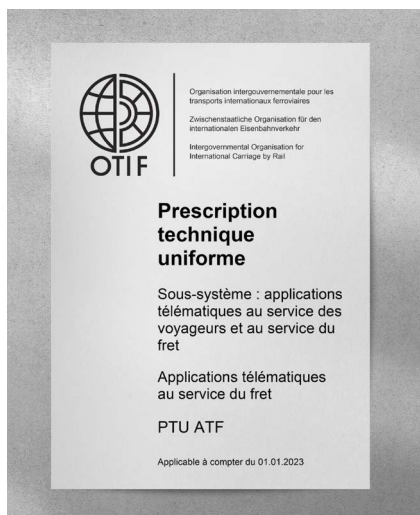 OTIF
Organisation intergouvernementale pour les
transports internationaux ferroviaires
Zwischenstaatliche Organisation für den
internationalen Eisenbahnverkehr
Intergovernmental Organisation for
International Carriage by Rail
Prescription
technique
uniforme
Sous-système : applications
télématiques au service des
voyageurs et au service du
fret
Applications télématiques
au service du fret
PTU ATF
Applicable à compter du 01.01.2023